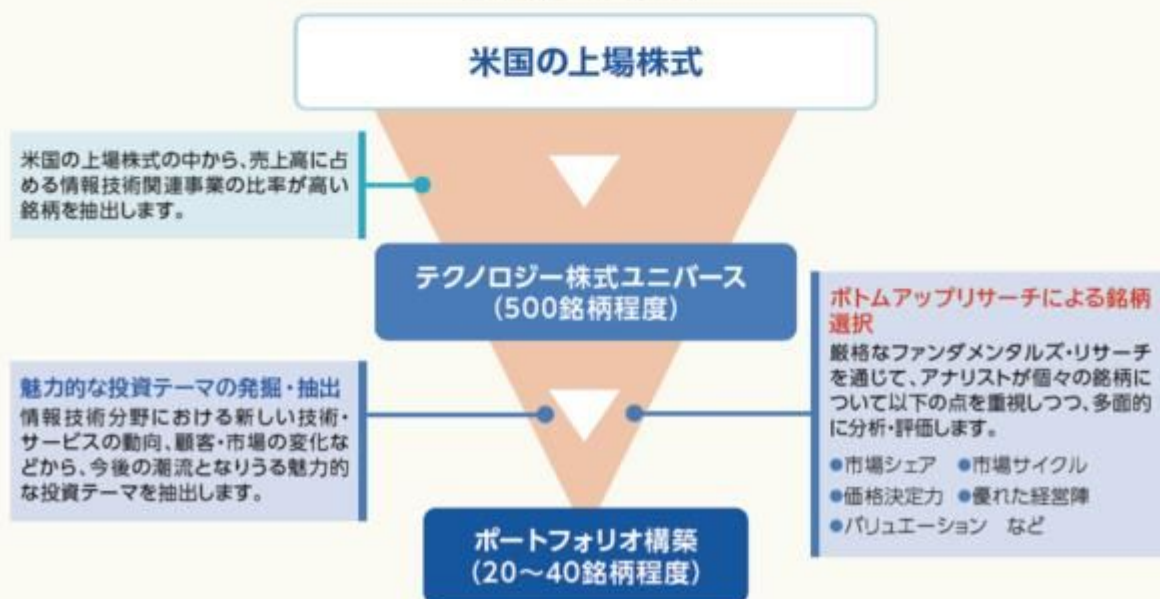 米国の上場株式
米国の上場株式の中から、売上高に占
める情報技術関連事業の比率が高い
銘柄を抽出します。
テクノロジー株式ユニバース
(500銘柄程度)
魅力的な投資テーマの発掘・抽出
情報技術分野における新しい技術・
サービスの動向、顧客・市場の変化な
どから、今後の潮流となりうる魅力的
な投資テーマを抽出します。
ボトムアップリサーチによる銘柄
選択
厳格なファンダメンタルズ・リサーチ
を通じて、アナリストが個々の銘柄に
ついて以下の点を重視しつつ、多面的
に分析・評価します。
●市場シェア ●市場サイクル
●価格決定力 ●優れた経営陣
●バリュエーション など
ポートフォリオ構築
(20～40銘柄程度)